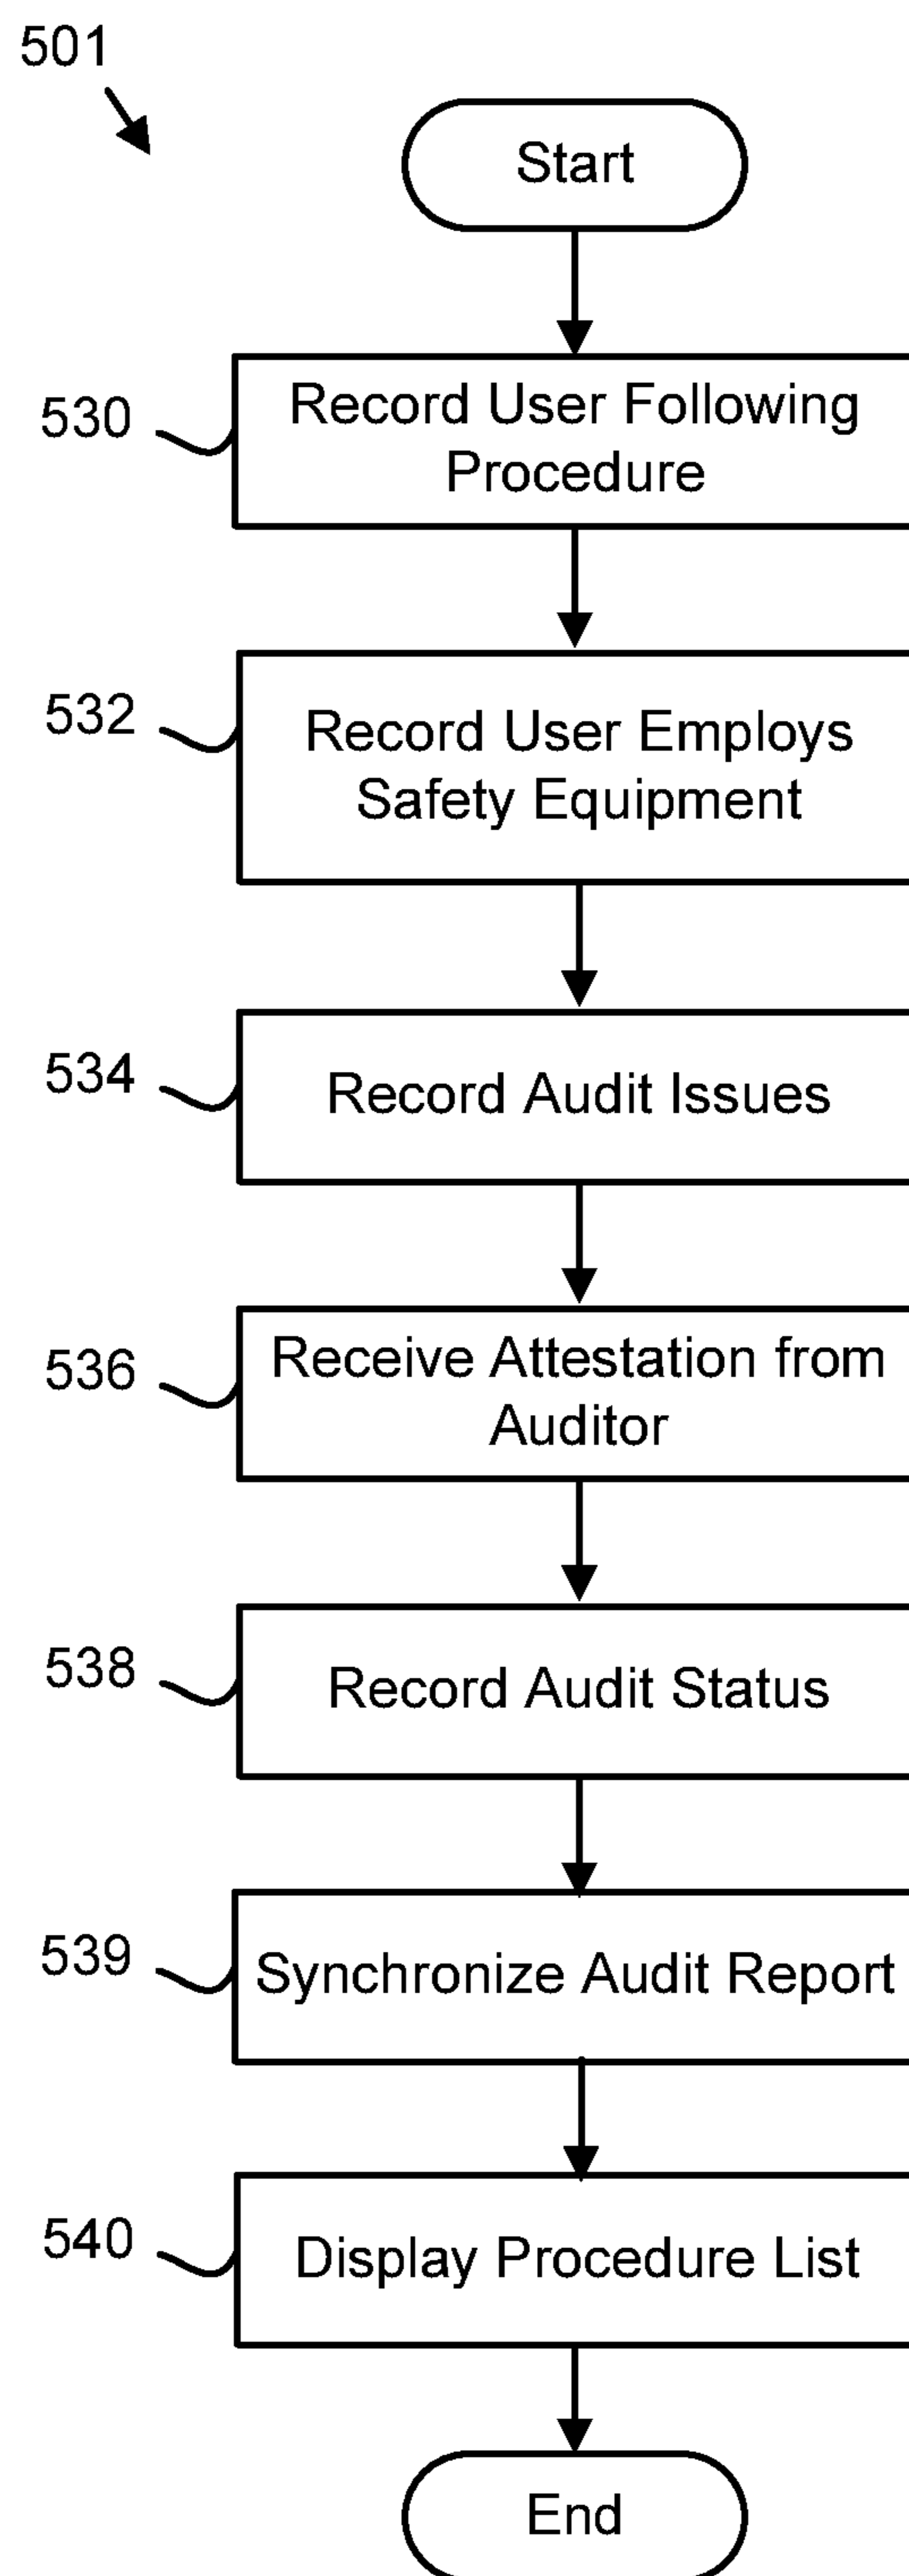 501
Start
530
Record User Following
Procedure
532
Record User Employs
Safety Equipment
534
Record Audit Issues
536
Receive Attestation from
Auditor
538
Record Audit Status
539
Synchronize Audit Report
540
Display Procedure List
End